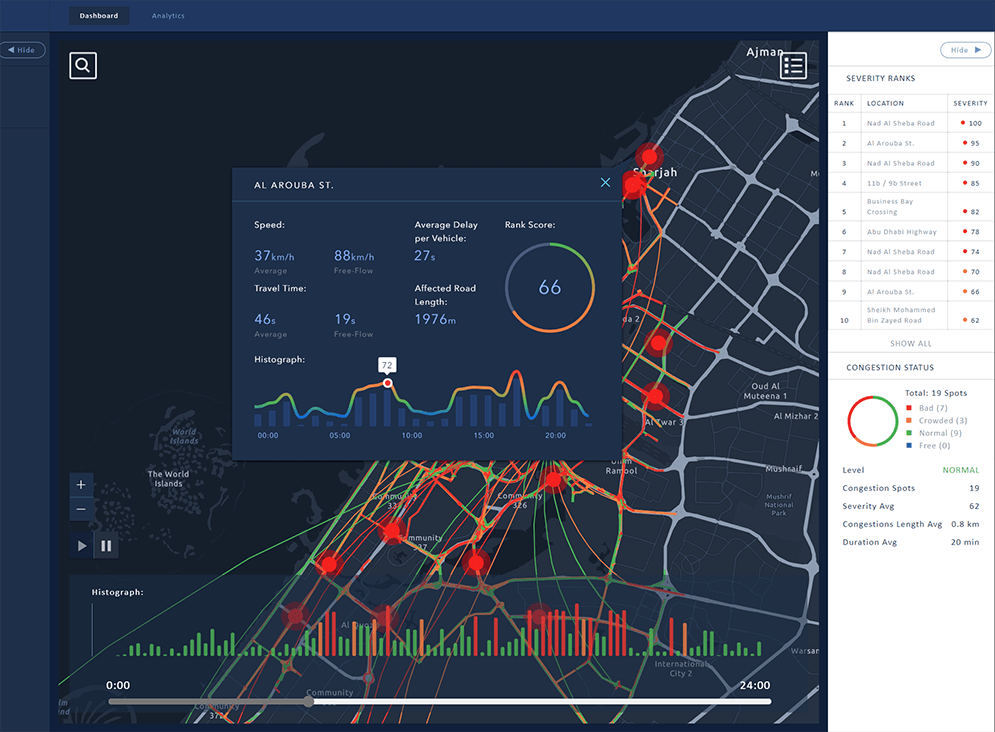 Dashboard
Analytics
Hide
Ajman
Sharjah
AL AROUBA ST.
Speed:
37km/h
Average
88km/h
Free-Flow
Average Delay
per Vehicle:
27s
Rank Score:
66
Travel Time:
46s
Average
19s
Free-Flow
Affected Road
Length:
1976m
Histograph:
72
00:00
05:00
10:00
15:00
20:00
World
Islands
The World
Islands
Oud Al
Muteena 1
Al Mizhar 2
Al Twar 3
Umm
Ramool
Mushraif
Mushrif
National
Park
Community
Community
326
International
City 2
Community
Community
+
−
Histograph:
0:00
24:00
Hide
SEVERITY RANKS
RANK LOCATION SEVERITY
1 Nad Al Sheba Road 100
2 Al Arouba St. 95
3 Nad Al Sheba Road 90
4 11b / 9b Street 85
Business Bay
5 Crossing 82
6 Abu Dhabi Highway 78
7 Nad Al Sheba Road 74
8 Nad Al Sheba Road 70
9 Al Arouba St. 66
Sheikh Mohammed
10 Bin Zayed Road 62
SHOW ALL
CONGESTION STATUS
Total: 19 Spots
Bad (7)
Crowded (3)
Normal (9)
Free (0)
Level NORMAL
Congestion Spots 19
Severity Avg 62
Congestions Length Avg 0.8 km
Duration Avg 20 min